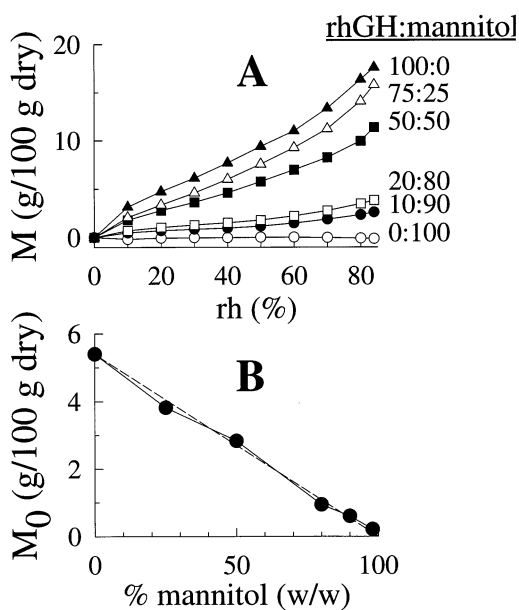 rhGH:mannitol
A
100:0
75:25
50:50
20:80
10:90
0:100
20
10
0
M (g/100 g dry)
0 20 40 60 80
rh (%)
B
6
4
2
0
M0 (g/100 g dry)
0 50 100
% mannitol (w/w)